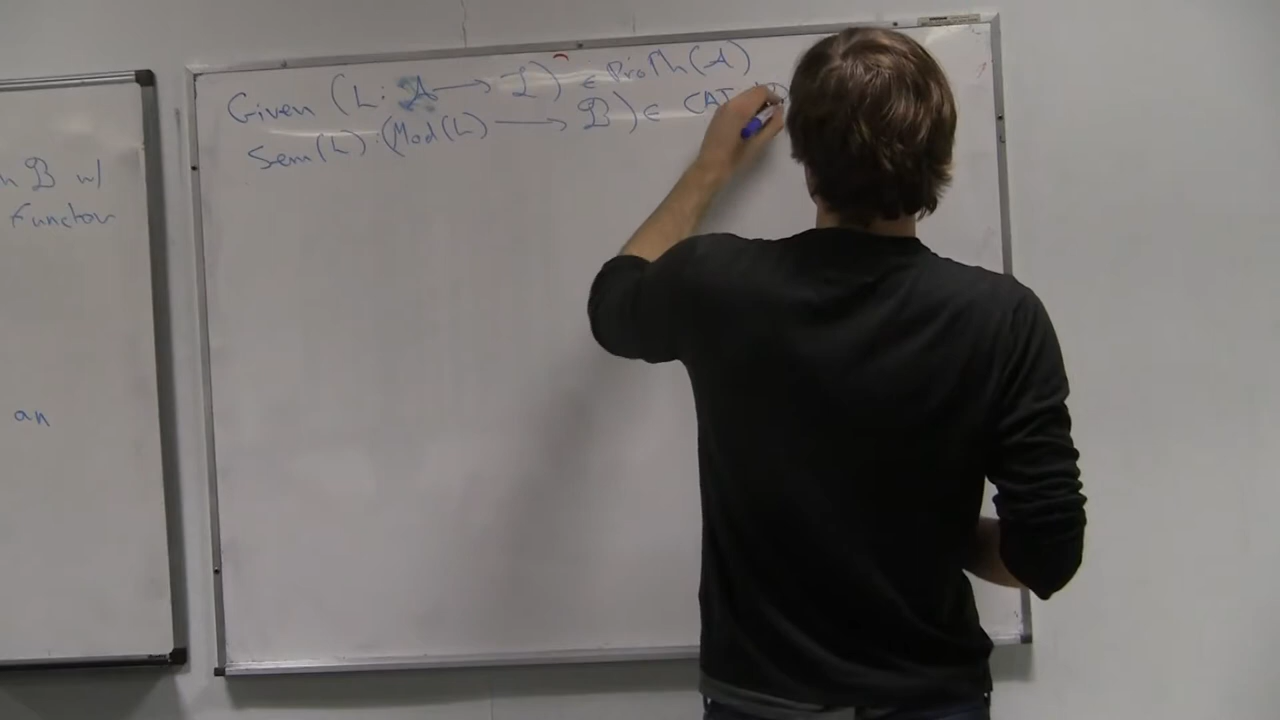 n B w/
Functor
an
Given (L: A → L) ∈ ProTh(A)
Sem(L): (Mod(L) → B) ∈ CAT